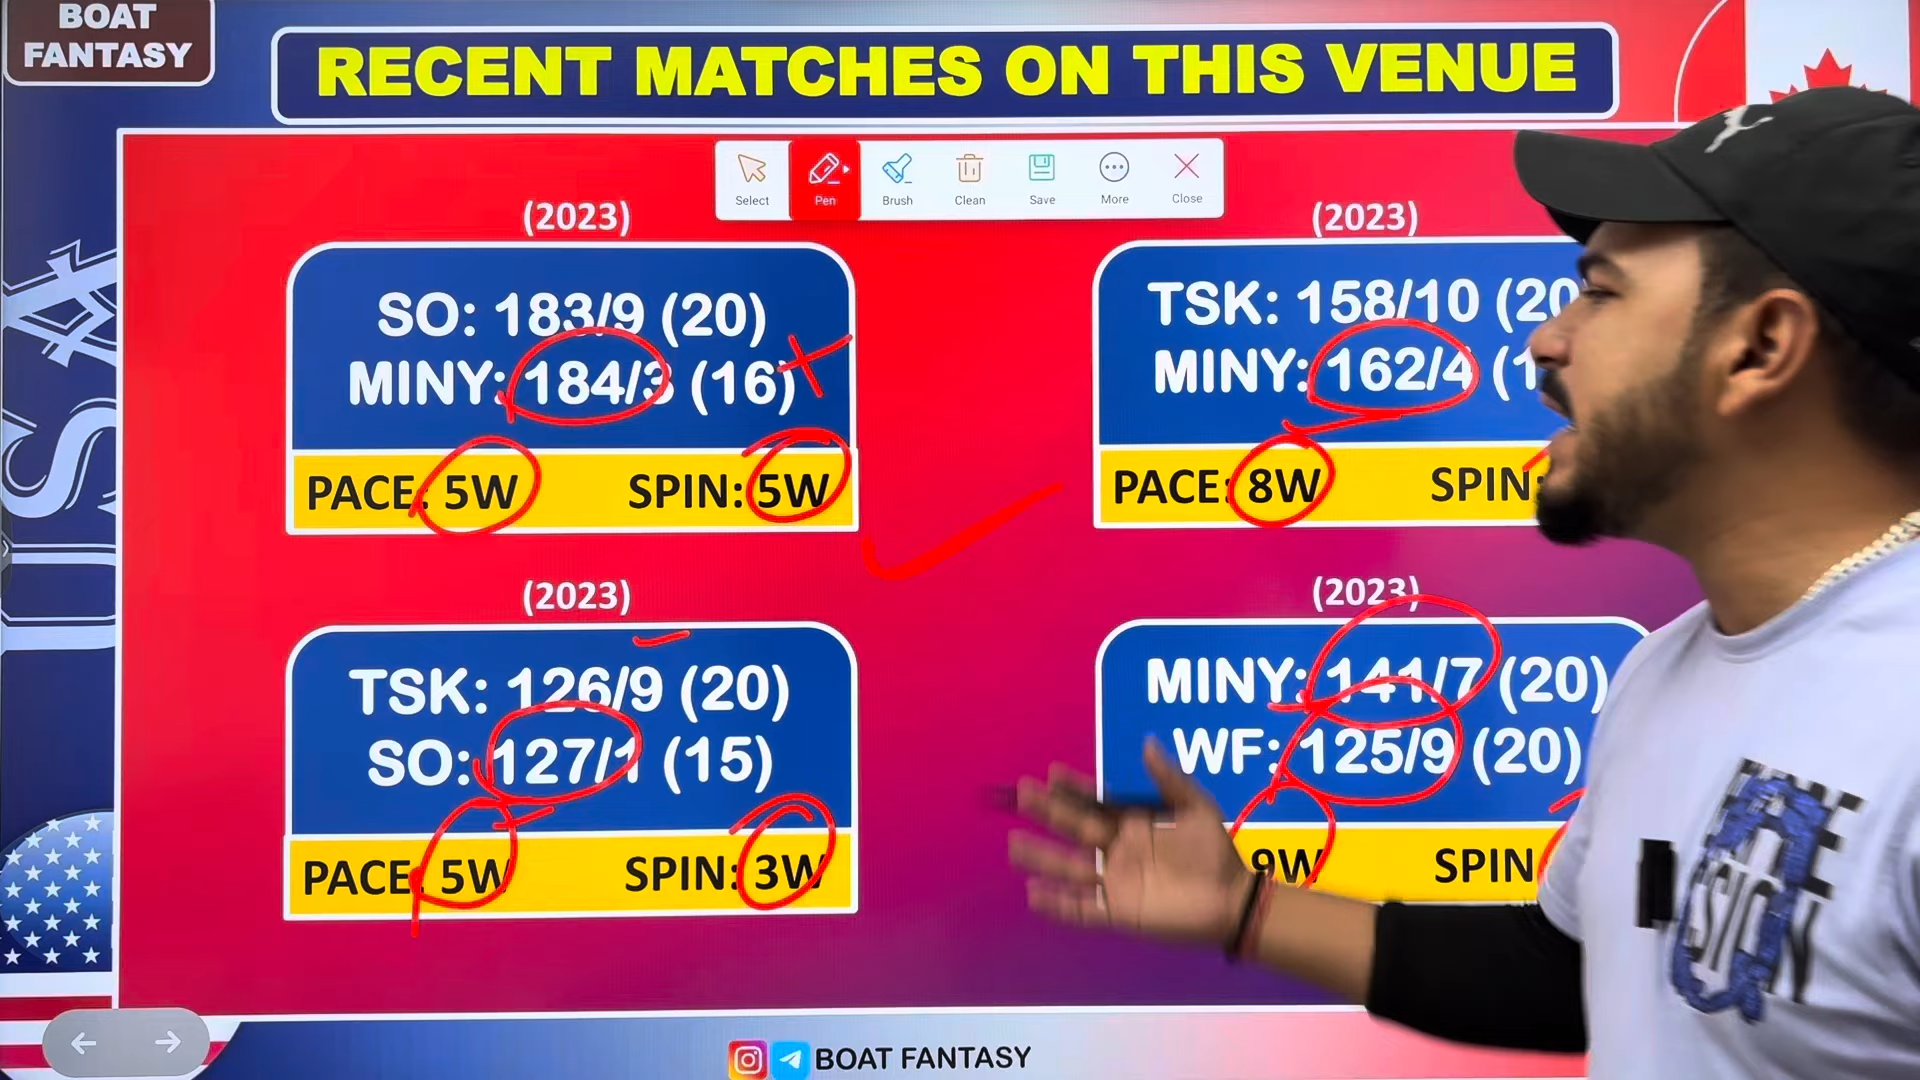 BOAT
FANTASY
RECENT MATCHES ON THIS VENUE
Select
Pen
Brush
Clean
Save
More
Close
(2023)
SO: 183/9 (20)
MINY: 184/3 (16)
PACE: 5W SPIN: 5W
(2023)
TSK: 158/10 (20
MINY: 162/4 (1
PACE: 8W SPIN:
(2023)
TSK: 126/9 (20)
SO: 127/1 (15)
PACE: 5W SPIN: 3W
(2023)
MINY: 141/7 (20)
WF: 125/9 (20)
9W SPIN
USA
BOAT FANTASY